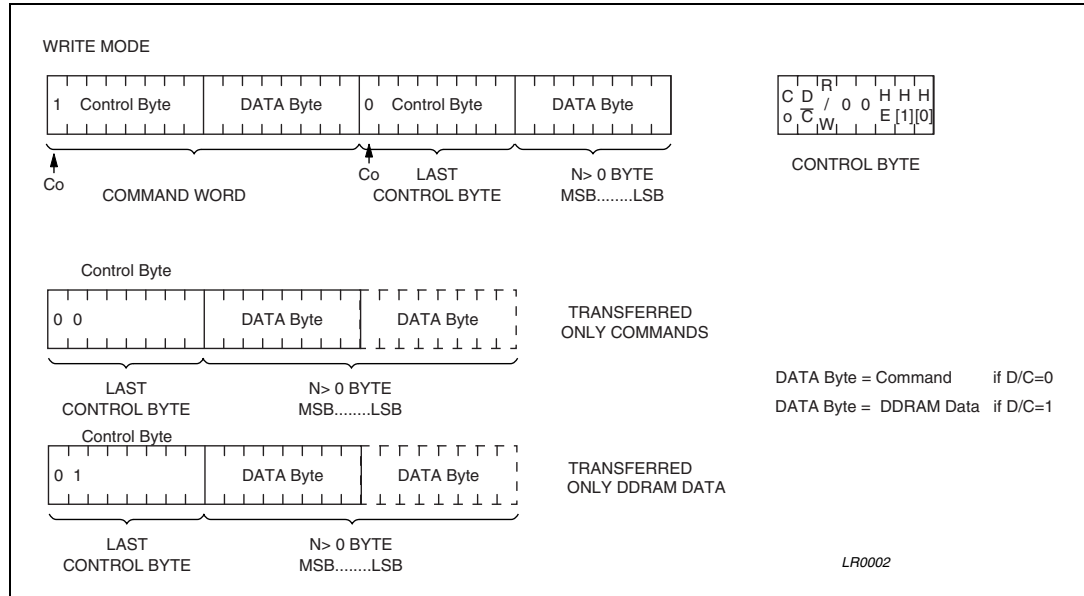 WRITE MODE
1 Control Byte DATA Byte 0 Control Byte DATA Byte
Co
COMMAND WORD
Co
LAST
CONTROL BYTE
N> 0 BYTE
MSB........LSB
C D R H H H
o C / 0 0 E [1] [0]
W
CONTROL BYTE
Control Byte
0 0 DATA Byte DATA Byte
TRANSFERRED
ONLY COMMANDS
LAST
CONTROL BYTE
N> 0 BYTE
MSB........LSB
DATA Byte = Command if D/C=0
DATA Byte = DDRAM Data if D/C=1
Control Byte
0 1 DATA Byte DATA Byte
TRANSFERRED
ONLY DDRAM DATA
LAST
CONTROL BYTE
N> 0 BYTE
MSB........LSB
LR0002